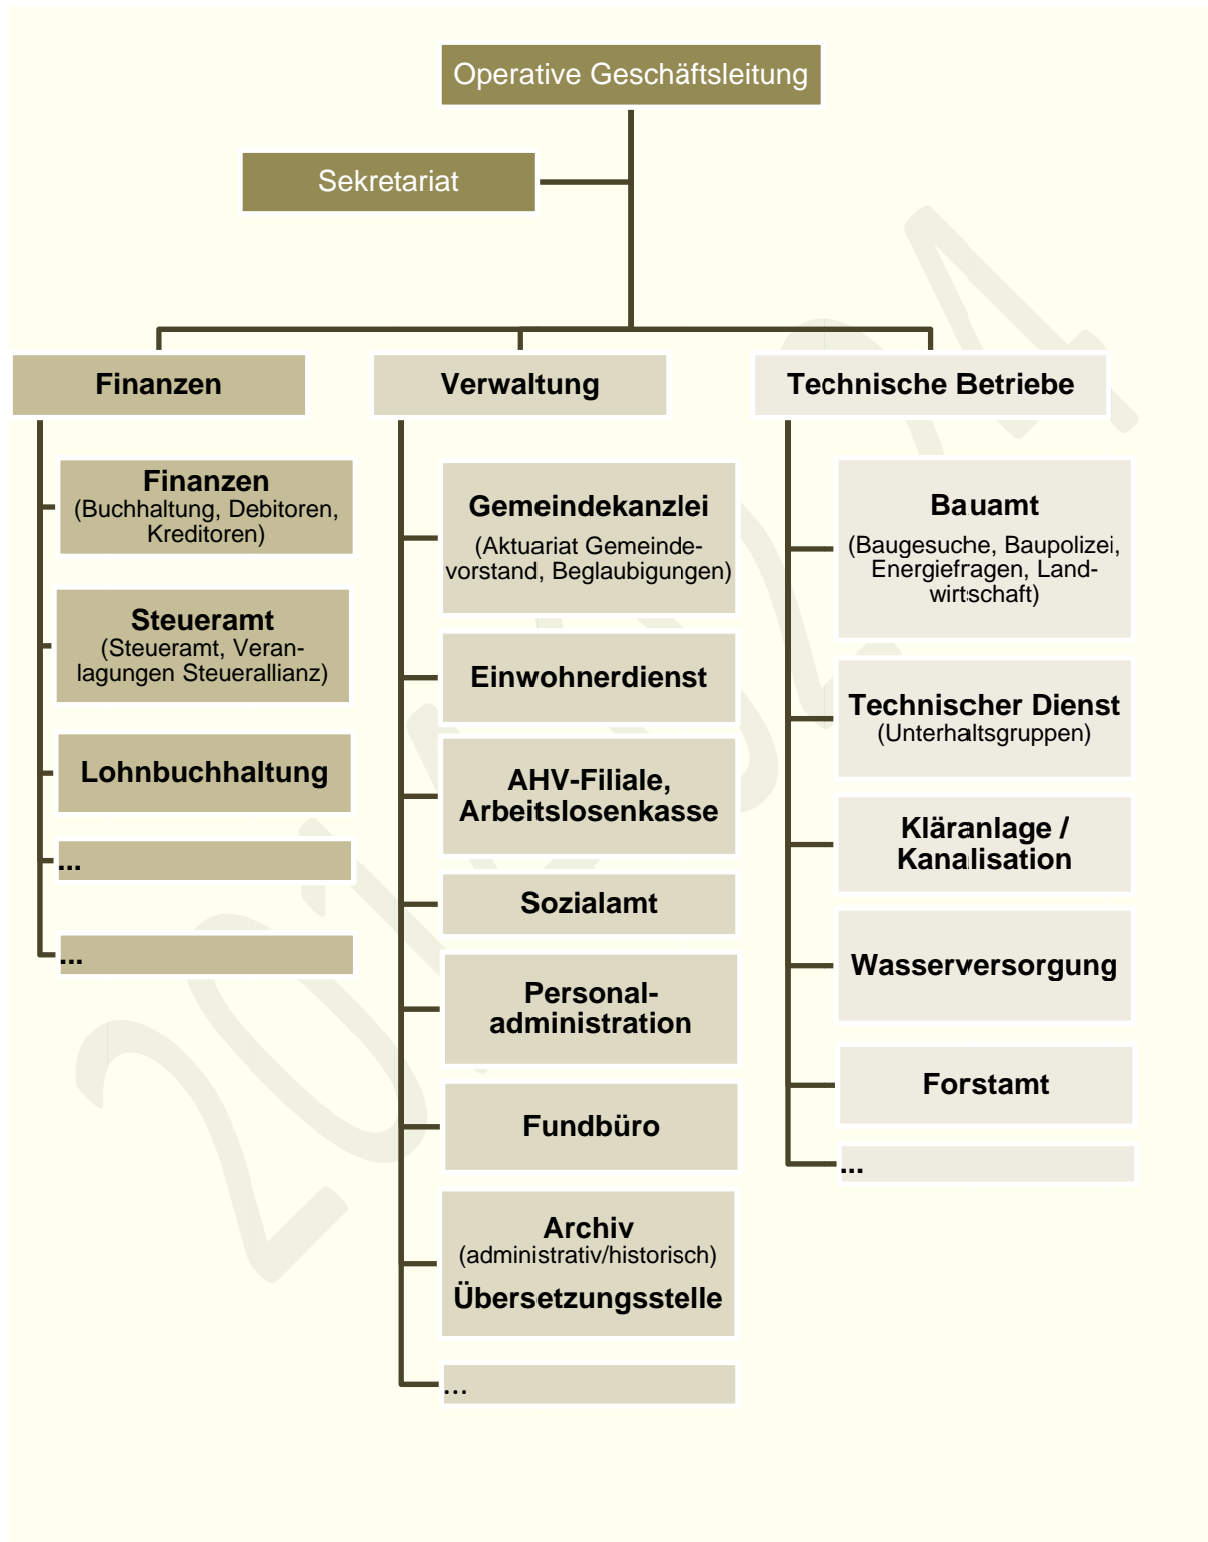 Operative Geschäftsleitung
Sekretariat
Finanzen
Verwaltung
Technische Betriebe
Finanzen
(Buchhaltung, Debitoren,
Kreditoren)
Steueramt
(Steueramt, Veran-
lagungen Steuerallianz)
Lohnbuchhaltung
...
...
Gemeindekanzlei
(Aktuariat Gemeinde-
vorstand, Beglaubigungen)
Einwohnerdienst
AHV-Filiale,
Arbeitslosenkasse
Sozialamt
Personal-
administration
Fundbüro
Archiv
(administrativ/historisch)
Übersetzungsstelle
...
Bauamt
(Baugesuche, Baupolizei,
Energiefragen, Land-
wirtschaft)
Technischer Dienst
(Unterhaltsgruppen)
Kläranlage /
Kanalisation
Wasserversorgung
Forstamt
...